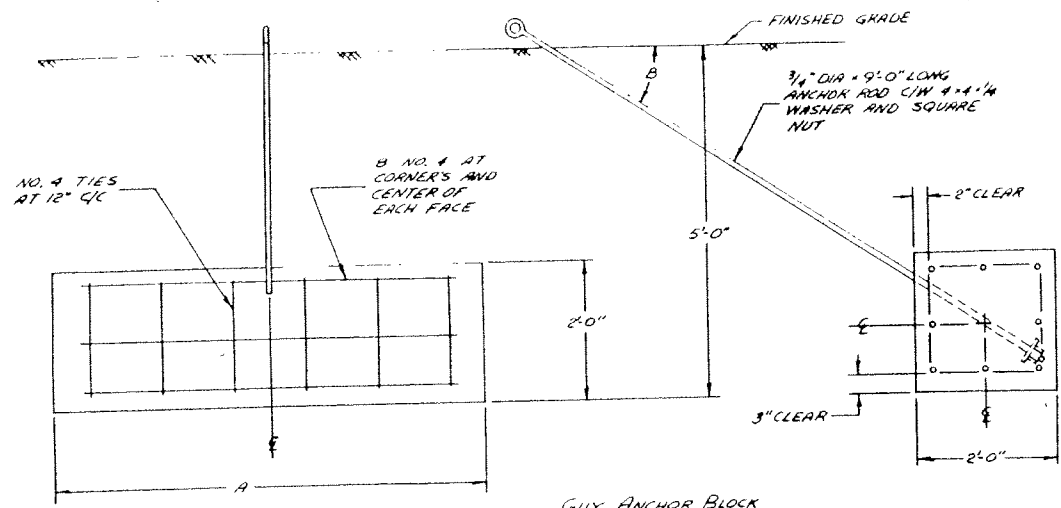 FINISHED GRADE
3/4" DIA × 9'-0" LONG
ANCHOR ROD C/W 4×4×1/4
WASHER AND SQUARE
NUT
B
8 NO. 4 AT
CORNER'S AND
CENTER OF
EACH FACE
NO. 4 TIES
AT 12" C/C
2" CLEAR
5'-0"
2'-0"
℄
3" CLEAR
℄
℄
2'-0"
A
GUY ANCHOR BLOCK